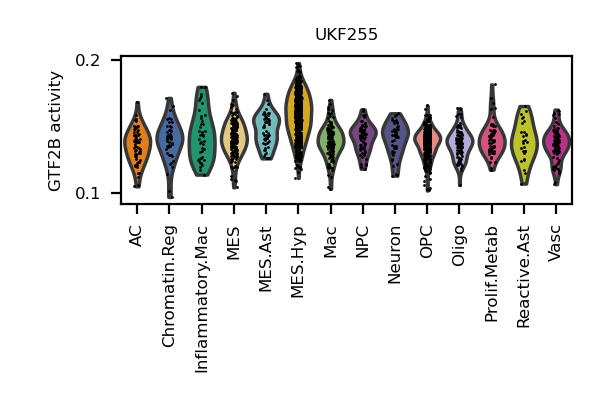 UKF255
GTF2B activity
0.2
0.1
AC
Chromatin.Reg
Inflammatory.Mac
MES
MES.Ast
MES.Hyp
Mac
NPC
Neuron
OPC
Oligo
Prolif.Metab
Reactive.Ast
Vasc